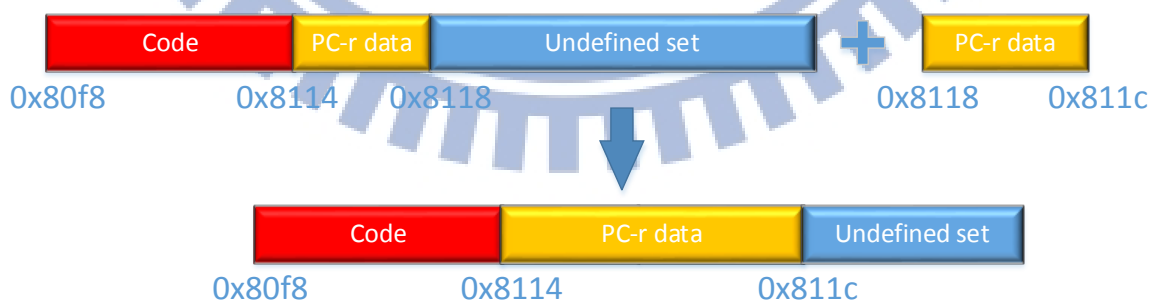 Code PC-r data Undefined set + PC-r data
0x80f8 0x8114 0x8118 0x8118 0x811c
Code PC-r data Undefined set
0x80f8 0x8114 0x811c